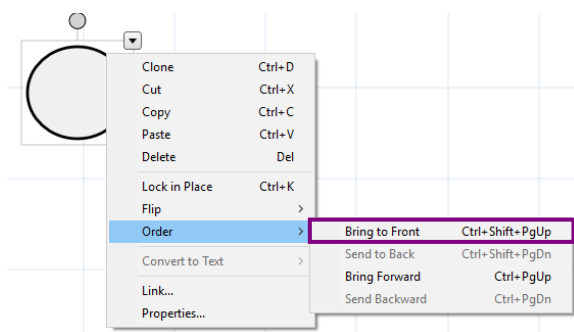 Clone Ctrl+D
Cut Ctrl+X
Copy Ctrl+C
Paste Ctrl+V
Delete Del
Lock in Place Ctrl+K
Flip >
Order >
Convert to Text >
Link...
Properties...
Bring to Front Ctrl+Shift+PgUp
Send to Back Ctrl+Shift+PgDn
Bring Forward Ctrl+PgUp
Send Backward Ctrl+PgDn